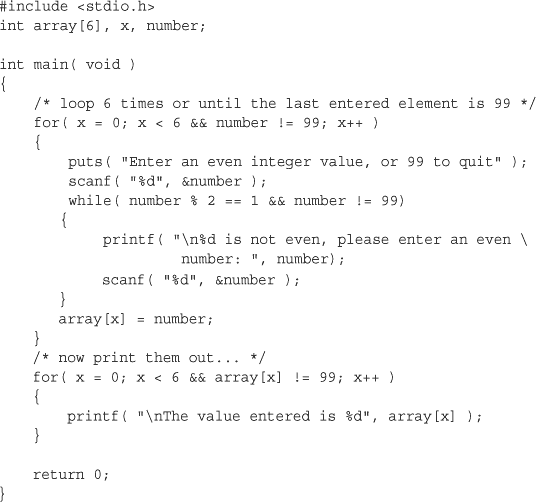 #include <stdio.h>
int array[6], x, number;

int main( void )
{
    /* loop 6 times or until the last entered element is 99 */
    for( x = 0; x < 6 && number != 99; x++ )
    {
        puts( "Enter an even integer value, or 99 to quit" );
        scanf( "%d", &number );
        while( number % 2 == 1 && number != 99)
       {
            printf( "\n%d is not even, please enter an even \
                     number: ", number);
            scanf( "%d", &number );
       }
       array[x] = number;
    }
    /* now print them out... */
    for( x = 0; x < 6 && array[x] != 99; x++ )
    {
        printf( "\nThe value entered is %d", array[x] );
    }

    return 0;
}